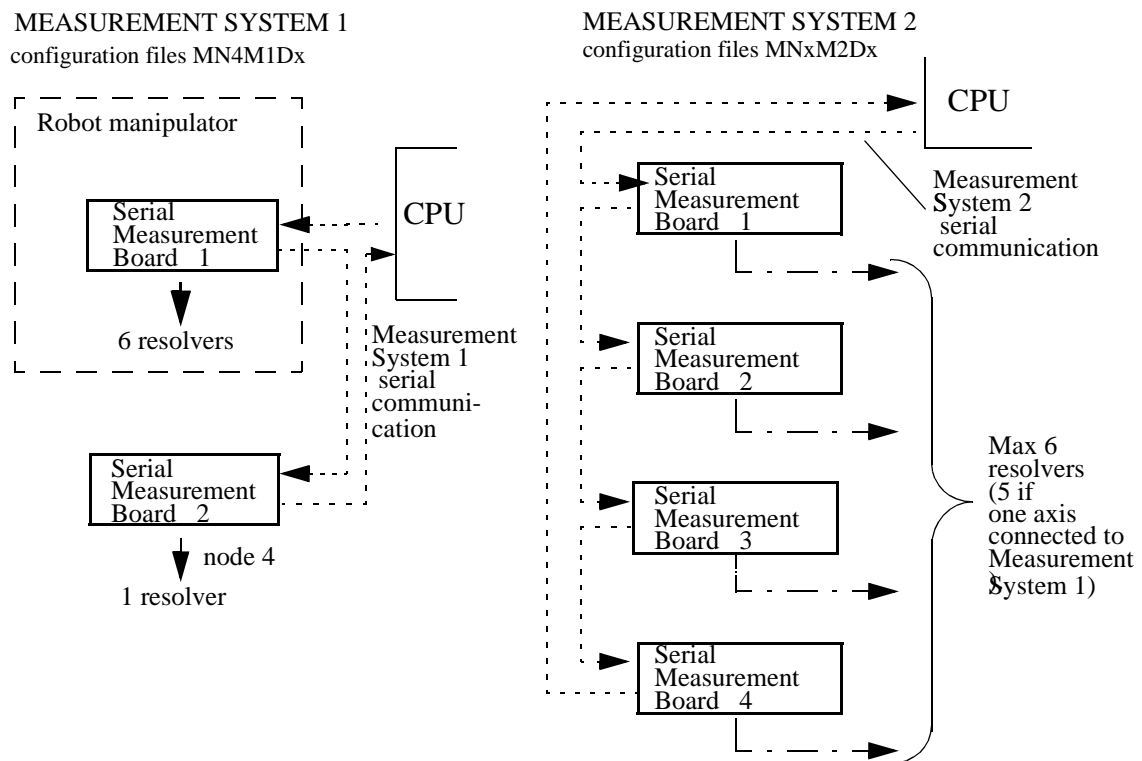 MEASUREMENT SYSTEM 1
configuration files MN4M1Dx
Robot manipulator
Serial
Measurement
Board 1
6 resolvers
CPU
Measurement
System 1
serial
communi-
cation
Serial
Measurement
Board 2
node 4
1 resolver
MEASUREMENT SYSTEM 2
configuration files MNxM2Dx
CPU
Serial
Measurement
Board 1
Measurement
System 2
serial
communication
Serial
Measurement
Board 2
Serial
Measurement
Board 3
Serial
Measurement
Board 4
Max 6
resolvers
(5 if
one axis
connected to
Measurement
System 1)